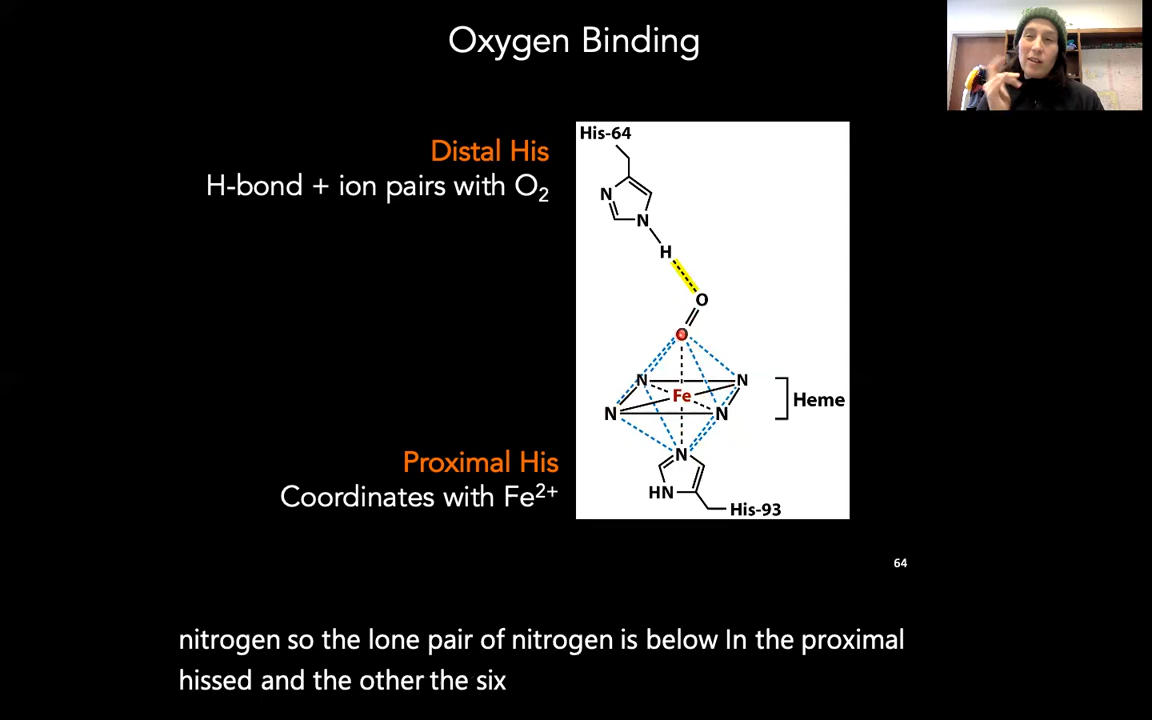 Oxygen Binding
Distal His
H-bond + ion pairs with O₂
His-64
N
N
H
O
O
N
N
Fe
N
N
Heme
Proximal His
Coordinates with Fe²⁺
N
HN
His-93
64
nitrogen so the lone pair of nitrogen is below In the proximal
hissed and the other the six